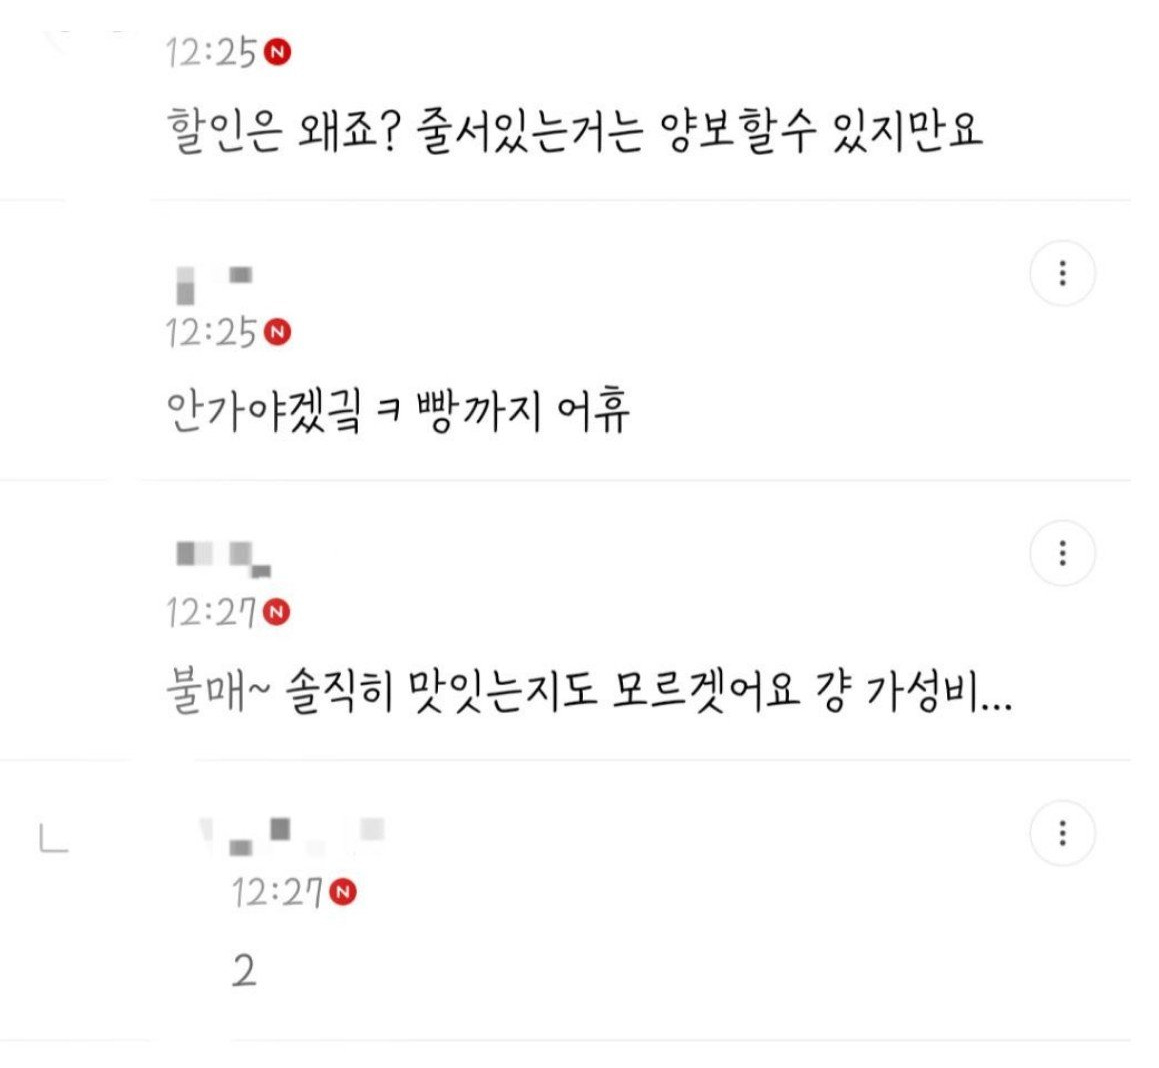 12:25 N
할인은 왜죠? 줄서있는거는 양보할수 있지만요
12:25 N
안가야겠긬 ㅋ 빵까지 어휴
12:27 N
불매~ 솔직히 맛잇는지도 모르겟어요 걍 가성비...
12:27 N
2